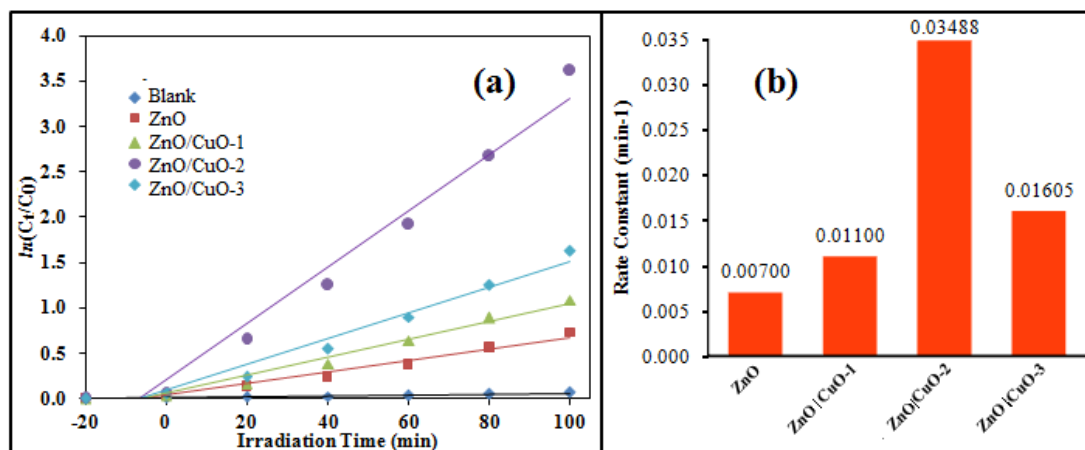 4.0
3.5
3.0
2.5
2.0
1.5
1.0
0.5
0.0
ln(Ct/C0)
(a)
Blank
ZnO
ZnO/CuO-1
ZnO/CuO-2
ZnO/CuO-3
-20 0 20 40 60 80 100
Irradiation Time (min)
0.035
0.030
0.025
0.020
0.015
0.010
0.005
0.000
Rate Constant (min-1)
(b)
0.00700
0.01100
0.03488
0.01605
ZnO
ZnO|CuO-1
ZnO|CuO-2
ZnO|CuO-3